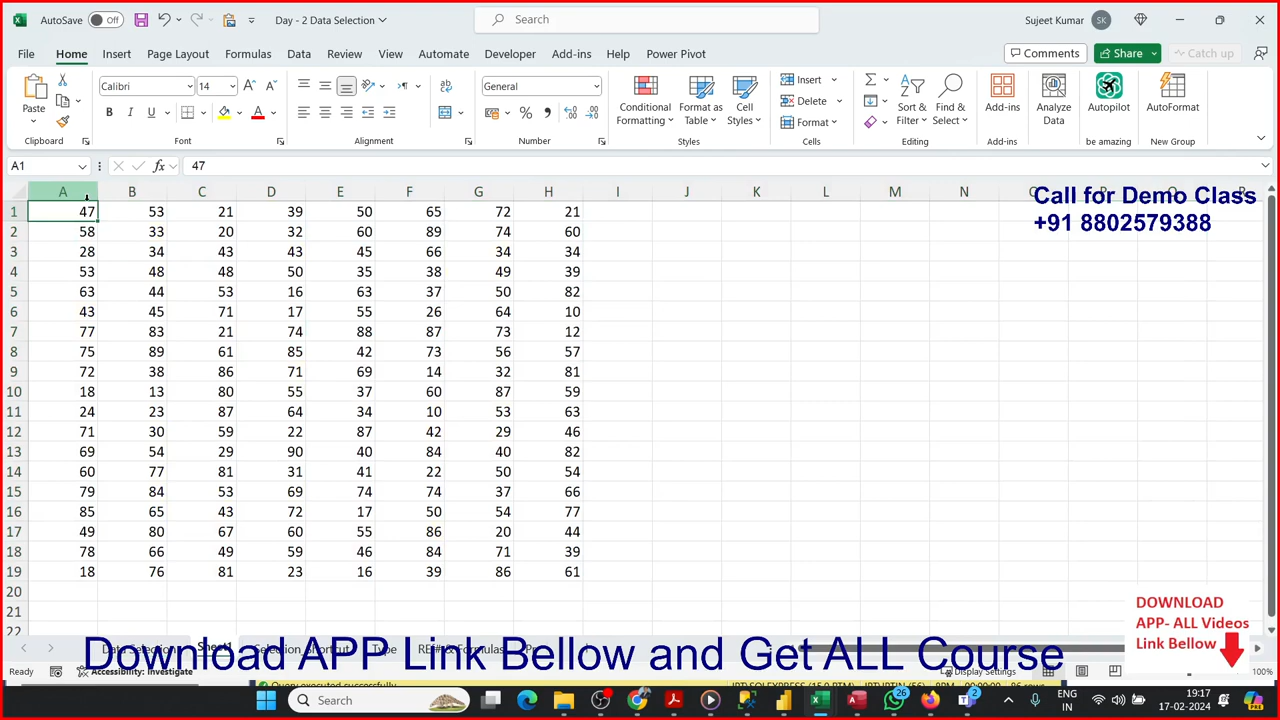 AutoSave Off Day - 2 Data Selection Search Sujeet Kumar SK
File Home Insert Page Layout Formulas Data Review View Automate Developer Add-ins Help Power Pivot Comments Share Catch up
Paste Calibri 14 General Conditional Formatting Format as Table Cell Styles Insert Delete Format Sort & Filter Find & Select Add-ins Analyze Data Autopilot AutoFormat
Clipboard Font Alignment Number Styles Cells Editing Add-ins be amazing New Group
A1 fx 47
A B C D E F G H I J K L M N
Call for Demo Class
+91 8802579388
1 47 53 21 39 50 65 72 21
2 58 33 20 32 60 89 74 60
3 28 34 43 43 45 66 34 34
4 53 48 48 50 35 38 49 39
5 63 44 53 16 63 37 50 82
6 43 45 71 17 55 26 64 10
7 77 83 21 74 88 87 73 12
8 75 89 61 85 42 73 56 57
9 72 38 86 71 69 14 32 81
10 18 13 80 55 37 60 87 59
11 24 23 87 64 34 10 53 63
12 71 30 59 22 87 42 29 46
13 69 54 29 90 40 84 40 82
14 60 77 81 31 41 22 50 54
15 79 84 53 69 74 74 37 66
16 85 65 43 72 17 50 54 77
17 49 80 67 60 55 86 20 44
18 78 66 49 59 46 84 71 39
19 18 76 81 23 16 39 86 61
20
21
22
DOWNLOAD
APP- ALL Videos
Link Bellow
Download APP Link Bellow and Get ALL Course
Ready Accessibility: Investigate Display Settings 100%
Search 26 2 ENG IN 19:17 17-02-2024